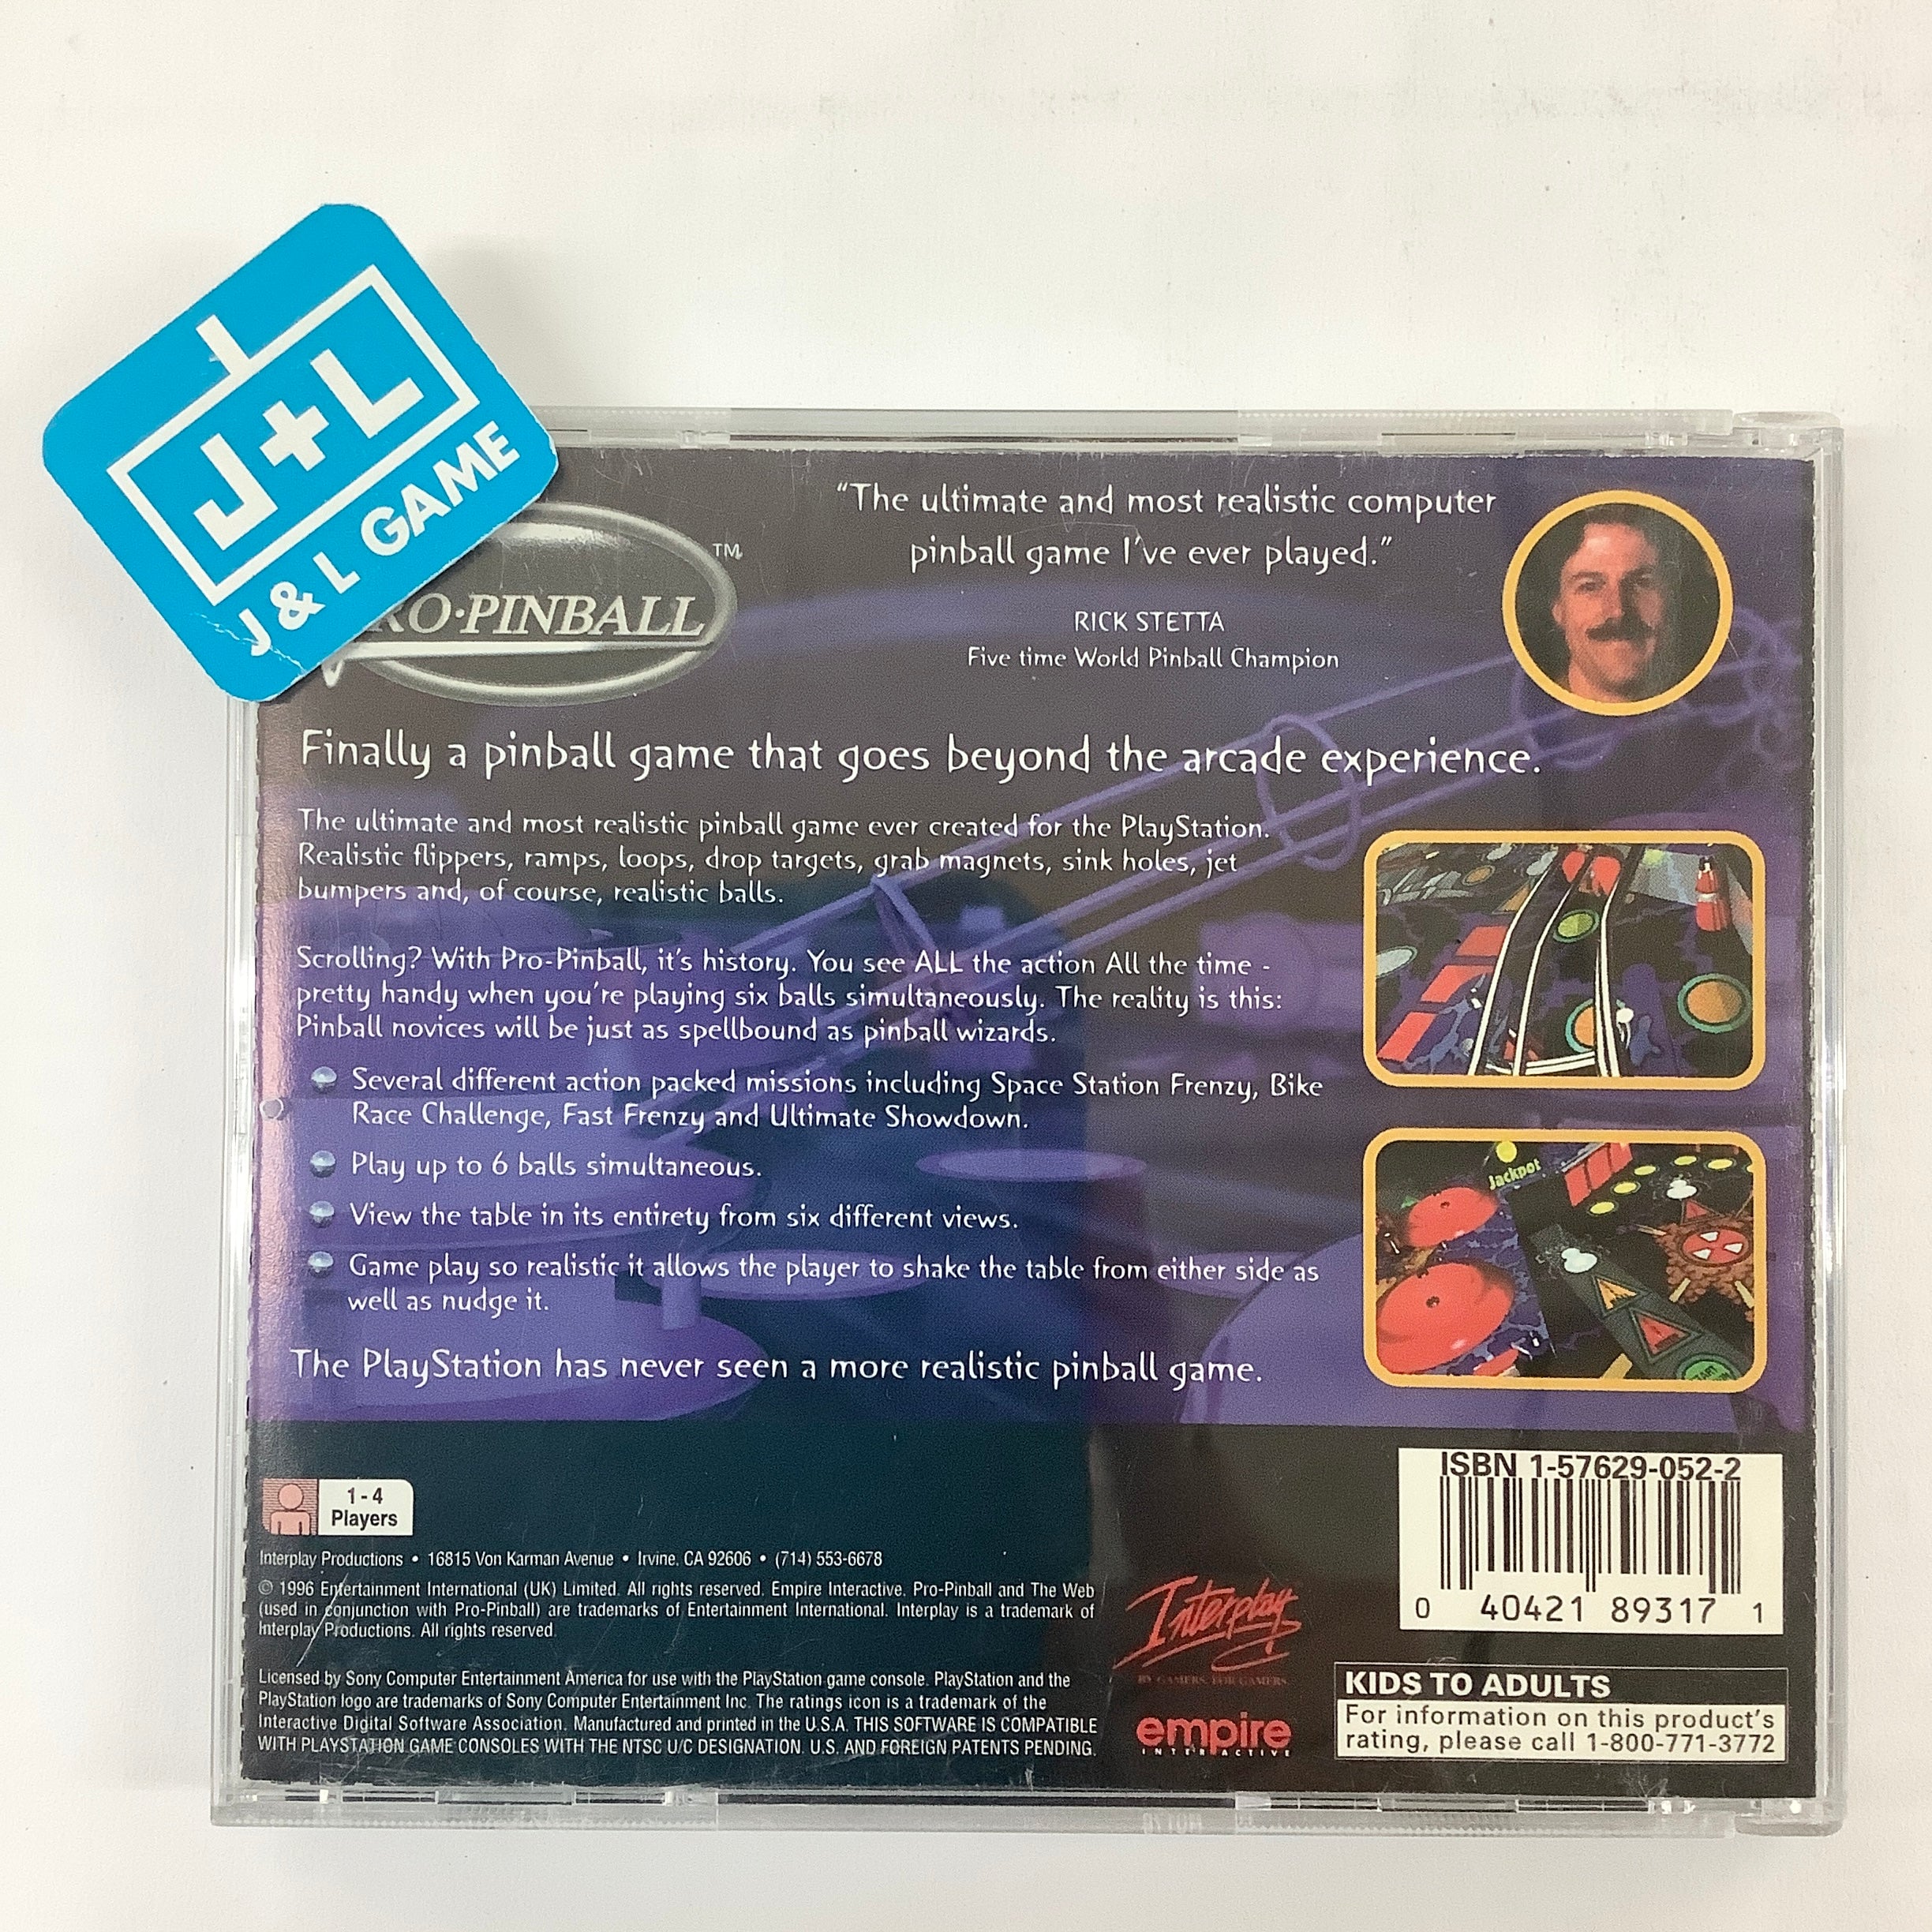 J+L
J & L GAME
RO·PINBALL
TM
"The ultimate and most realistic computer
pinball game I've ever played."
RICK STETTA
Five time World Pinball Champion
Finally a pinball game that goes beyond the arcade experience.
The ultimate and most realistic pinball game ever created for the PlayStation.
Realistic flippers, ramps, loops, drop targets, grab magnets, sink holes, jet
bumpers and, of course, realistic balls.
Scrolling? With Pro-Pinball, it's history. You see ALL the action All the time -
pretty handy when you're playing six balls simultaneously. The reality is this:
Pinball novices will be just as spellbound as pinball wizards.
Several different action packed missions including Space Station Frenzy, Bike
Race Challenge, Fast Frenzy and Ultimate Showdown.
Play up to 6 balls simultaneous.
View the table in its entirety from six different views.
Game play so realistic it allows the player to shake the table from either side as
well as nudge it.
The PlayStation has never seen a more realistic pinball game.
Jackpot
1 - 4
Players
Interplay Productions • 16815 Von Karman Avenue • Irvine, CA 92606 • (714) 553-6678
© 1996 Entertainment International (UK) Limited. All rights reserved. Empire Interactive. Pro-Pinball and The Web
(used in conjunction with Pro-Pinball) are trademarks of Entertainment International. Interplay is a trademark of
Interplay Productions. All rights reserved.
Licensed by Sony Computer Entertainment America for use with the PlayStation game console. PlayStation and the
PlayStation logo are trademarks of Sony Computer Entertainment Inc. The ratings icon is a trademark of the
Interactive Digital Software Association. Manufactured and printed in the U.S.A. THIS SOFTWARE IS COMPATIBLE
WITH PLAYSTATION GAME CONSOLES WITH THE NTSC U/C DESIGNATION. U.S. AND FOREIGN PATENTS PENDING.
Interplay
BY GAMERS. FOR GAMERS.
empire
INTERACTIVE
ISBN 1-57629-052-2
0 40421 89317 1
KIDS TO ADULTS
For information on this product's
rating, please call 1-800-771-3772